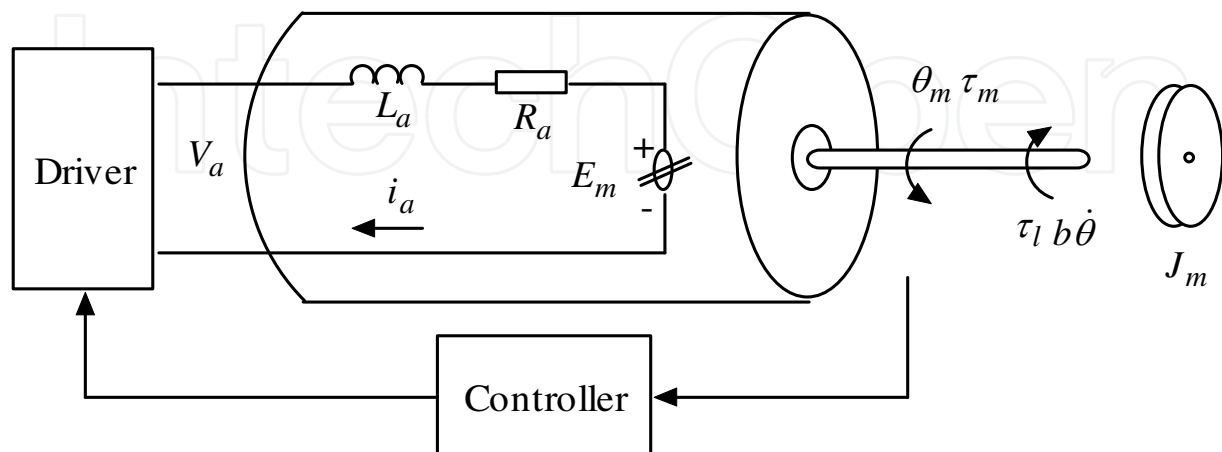 IntechOpen
Driver
V_a
L_a
R_a
E_m
+
-
i_a
θ_m τ_m
τ_l bθ̇
J_m
Controller